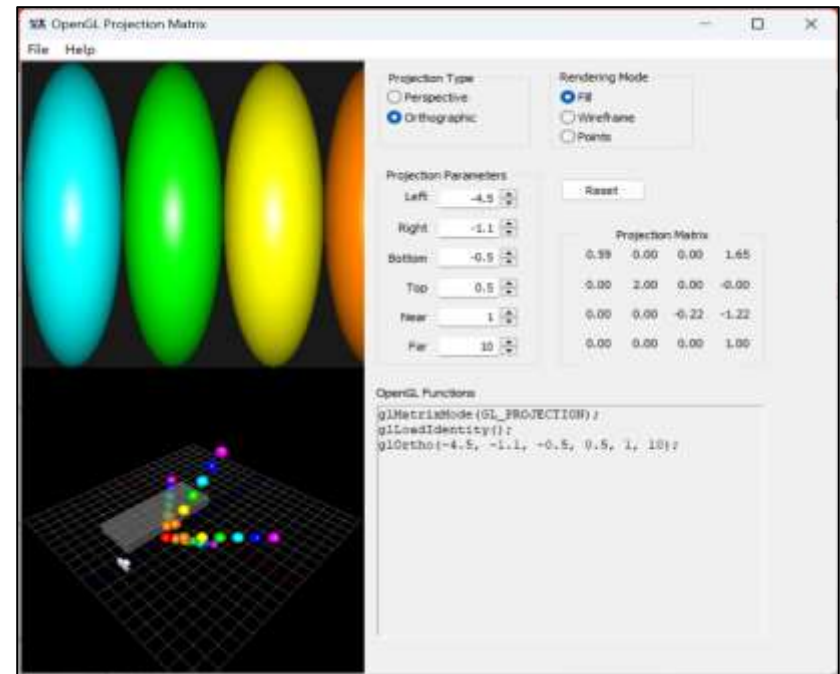 OpenGL Projection Matrix
File Help
Projection Type
Perspective
Orthographic
Rendering Mode
Fill
Wireframe
Points
Projection Parameters
Left -4.5
Right -1.1
Bottom -0.5
Top 0.5
Near 1
Far 10
Reset
Projection Matrix
0.59 0.00 0.00 1.65
0.00 2.00 0.00 -0.00
0.00 0.00 -0.22 -1.22
0.00 0.00 0.00 1.00
OpenGL Functions
glMatrixMode(GL_PROJECTION);
glLoadIdentity();
glOrtho(-4.5, -1.1, -0.5, 0.5, 1, 10);